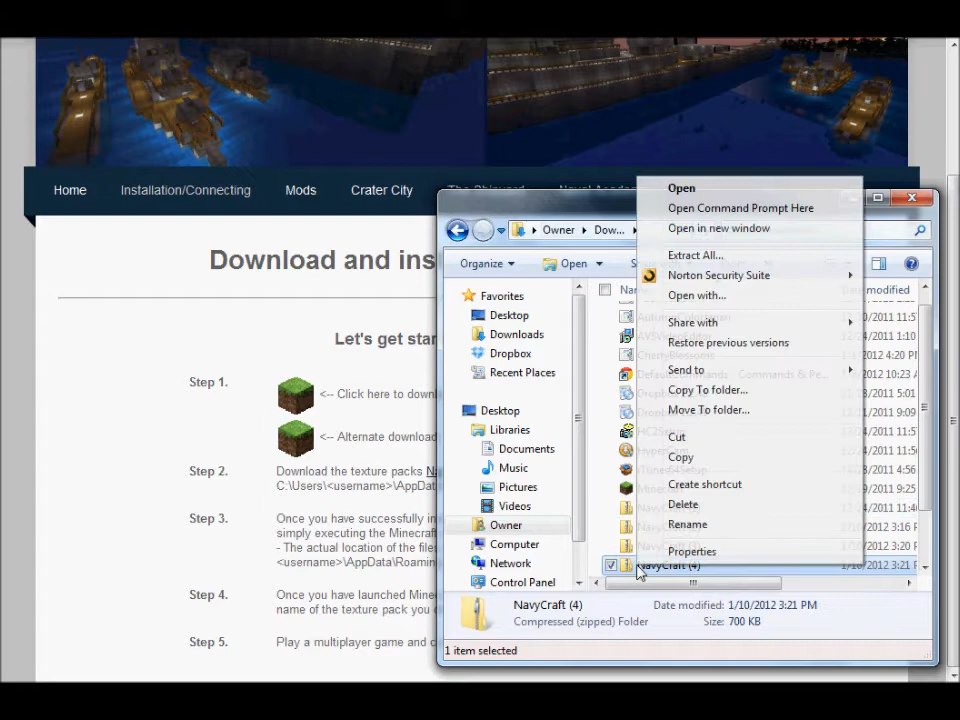 Home Installation/Connecting Mods Crater City The Shipyard Naval
Download and ins
Let's get star
Step 1. <-- Click here to downl
<-- Alternate download
Step 2. Download the texture packs Na
C:\Users\<username>\AppData
Step 3. Once you have successfully in
simply executing the Minecraf
- The actual location of the files
<username>\AppData\Roamin
Step 4. Once you have launched Mine
name of the texture pack you d
Step 5. Play a multiplayer game and c
Owner Dow...
Organize Open
Favorites
Desktop
Downloads
Dropbox
Recent Places
Desktop
Libraries
Documents
Music
Pictures
Videos
Owner
Computer
Network
Control Panel
Open
Open Command Prompt Here
Open in new window
Extract All...
Norton Security Suite
Open with...
Share with
Restore previous versions
Send to
Copy To folder...
Move To folder...
Cut
Copy
Create shortcut
Delete
Rename
Properties
NavyCraft (4)
NavyCraft (4) Date modified: 1/10/2012 3:21 PM
Compressed (zipped) Folder Size: 700 KB
1 item selected